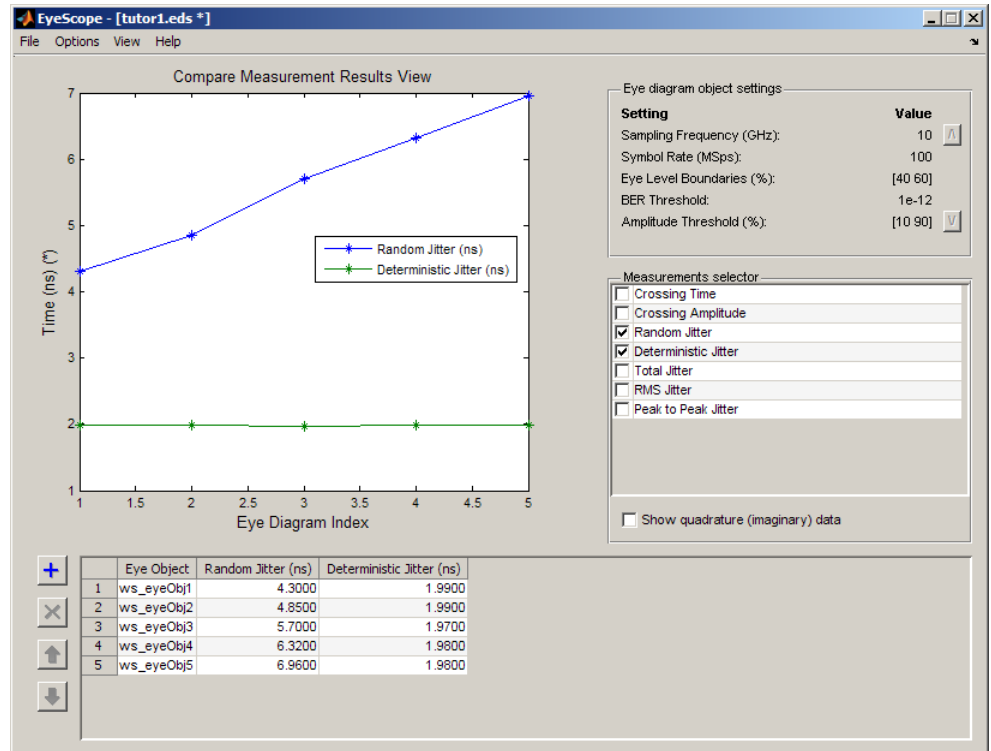 EyeScope - [tutor1.eds *]
File Options View Help
Compare Measurement Results View
7
6
5
4
3
2
1
Time (ns) (*)
Random Jitter (ns)
Deterministic Jitter (ns)
1 1.5 2 2.5 3 3.5 4 4.5 5
Eye Diagram Index
Eye diagram object settings
Setting Value
Sampling Frequency (GHz): 10
Symbol Rate (MSps): 100
Eye Level Boundaries (%): [40 60]
BER Threshold: 1e-12
Amplitude Threshold (%): [10 90]
Measurements selector
Crossing Time
Crossing Amplitude
Random Jitter
Deterministic Jitter
Total Jitter
RMS Jitter
Peak to Peak Jitter
Show quadrature (imaginary) data
Eye Object Random Jitter (ns) Deterministic Jitter (ns)
1 ws_eyeObj1 4.3000 1.9900
2 ws_eyeObj2 4.8500 1.9900
3 ws_eyeObj3 5.7000 1.9700
4 ws_eyeObj4 6.3200 1.9800
5 ws_eyeObj5 6.9600 1.9800